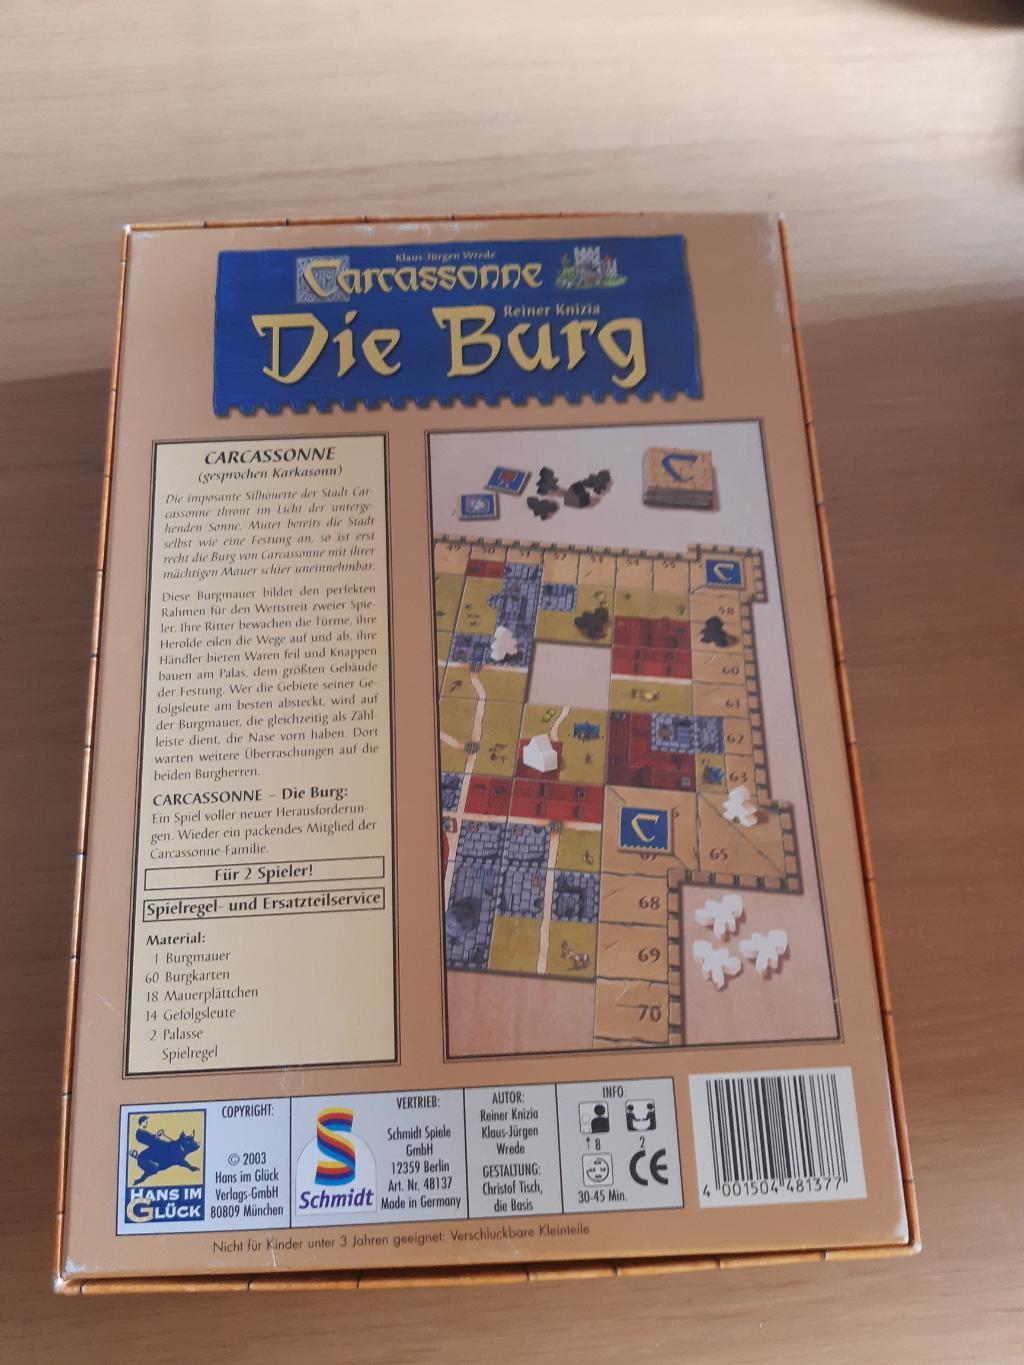 Klaus-Jürgen Wrede
Carcassonne
Reiner Knizia
Die Burg
CARCASSONNE
(gesprochen Karkasonn)
Die imposante Silhouette der Stadt Car-
cassonne thront im Licht der unterge-
henden Sonne. Mutet bereits die Stadt
selbst wie eine Festung an, so ist erst
recht die Burg von Carcassonne mit ihrer
mächtigen Mauer schier uneinnehmbar.
Diese Burgmauer bildet den perfekten
Rahmen für den Wettstreit zweier Spie-
ler. Ihre Ritter bewachen die Türme, ihre
Herolde eilen die Wege auf und ab, ihre
Händler bieten Waren feil und Knappen
bauen am Palas, dem größten Gebäude
der Festung. Wer die Gebiete seiner Ge-
folgsleute am besten absteckt, wird auf
der Burgmauer, die gleichzeitig als Zähl-
leiste dient, die Nase vorn haben. Dort
warten weitere Überraschungen auf die
beiden Burgherren.
CARCASSONNE – Die Burg:
Ein Spiel voller neuer Herausforderun-
gen. Wieder ein packendes Mitglied der
Carcassonne-Familie.
Für 2 Spieler!
Spielregel- und Ersatzteilservice
Material:
1 Burgmauer
60 Burgkarten
18 Mauerplättchen
14 Gefolgsleute
2 Palasse
Spielregel
C
49 50 51 52 53 54 55
C
58
60
61
62
63
C
67
65
68
69
70
HANS IM
GLÜCK
COPYRIGHT:
© 2003
Hans im Glück
Verlags-GmbH
80809 München
S
Schmidt
VERTRIEB:
Schmidt Spiele
GmbH
12359 Berlin
Art. Nr. 48137
Made in Germany
AUTOR:
Reiner Knizia
Klaus-Jürgen
Wrede
GESTALTUNG:
Christof Tisch,
die Basis
INFO:
↑8
2
30-45 Min.
CE
4 001504 481377
Nicht für Kinder unter 3 Jahren geeignet: Verschluckbare Kleinteile